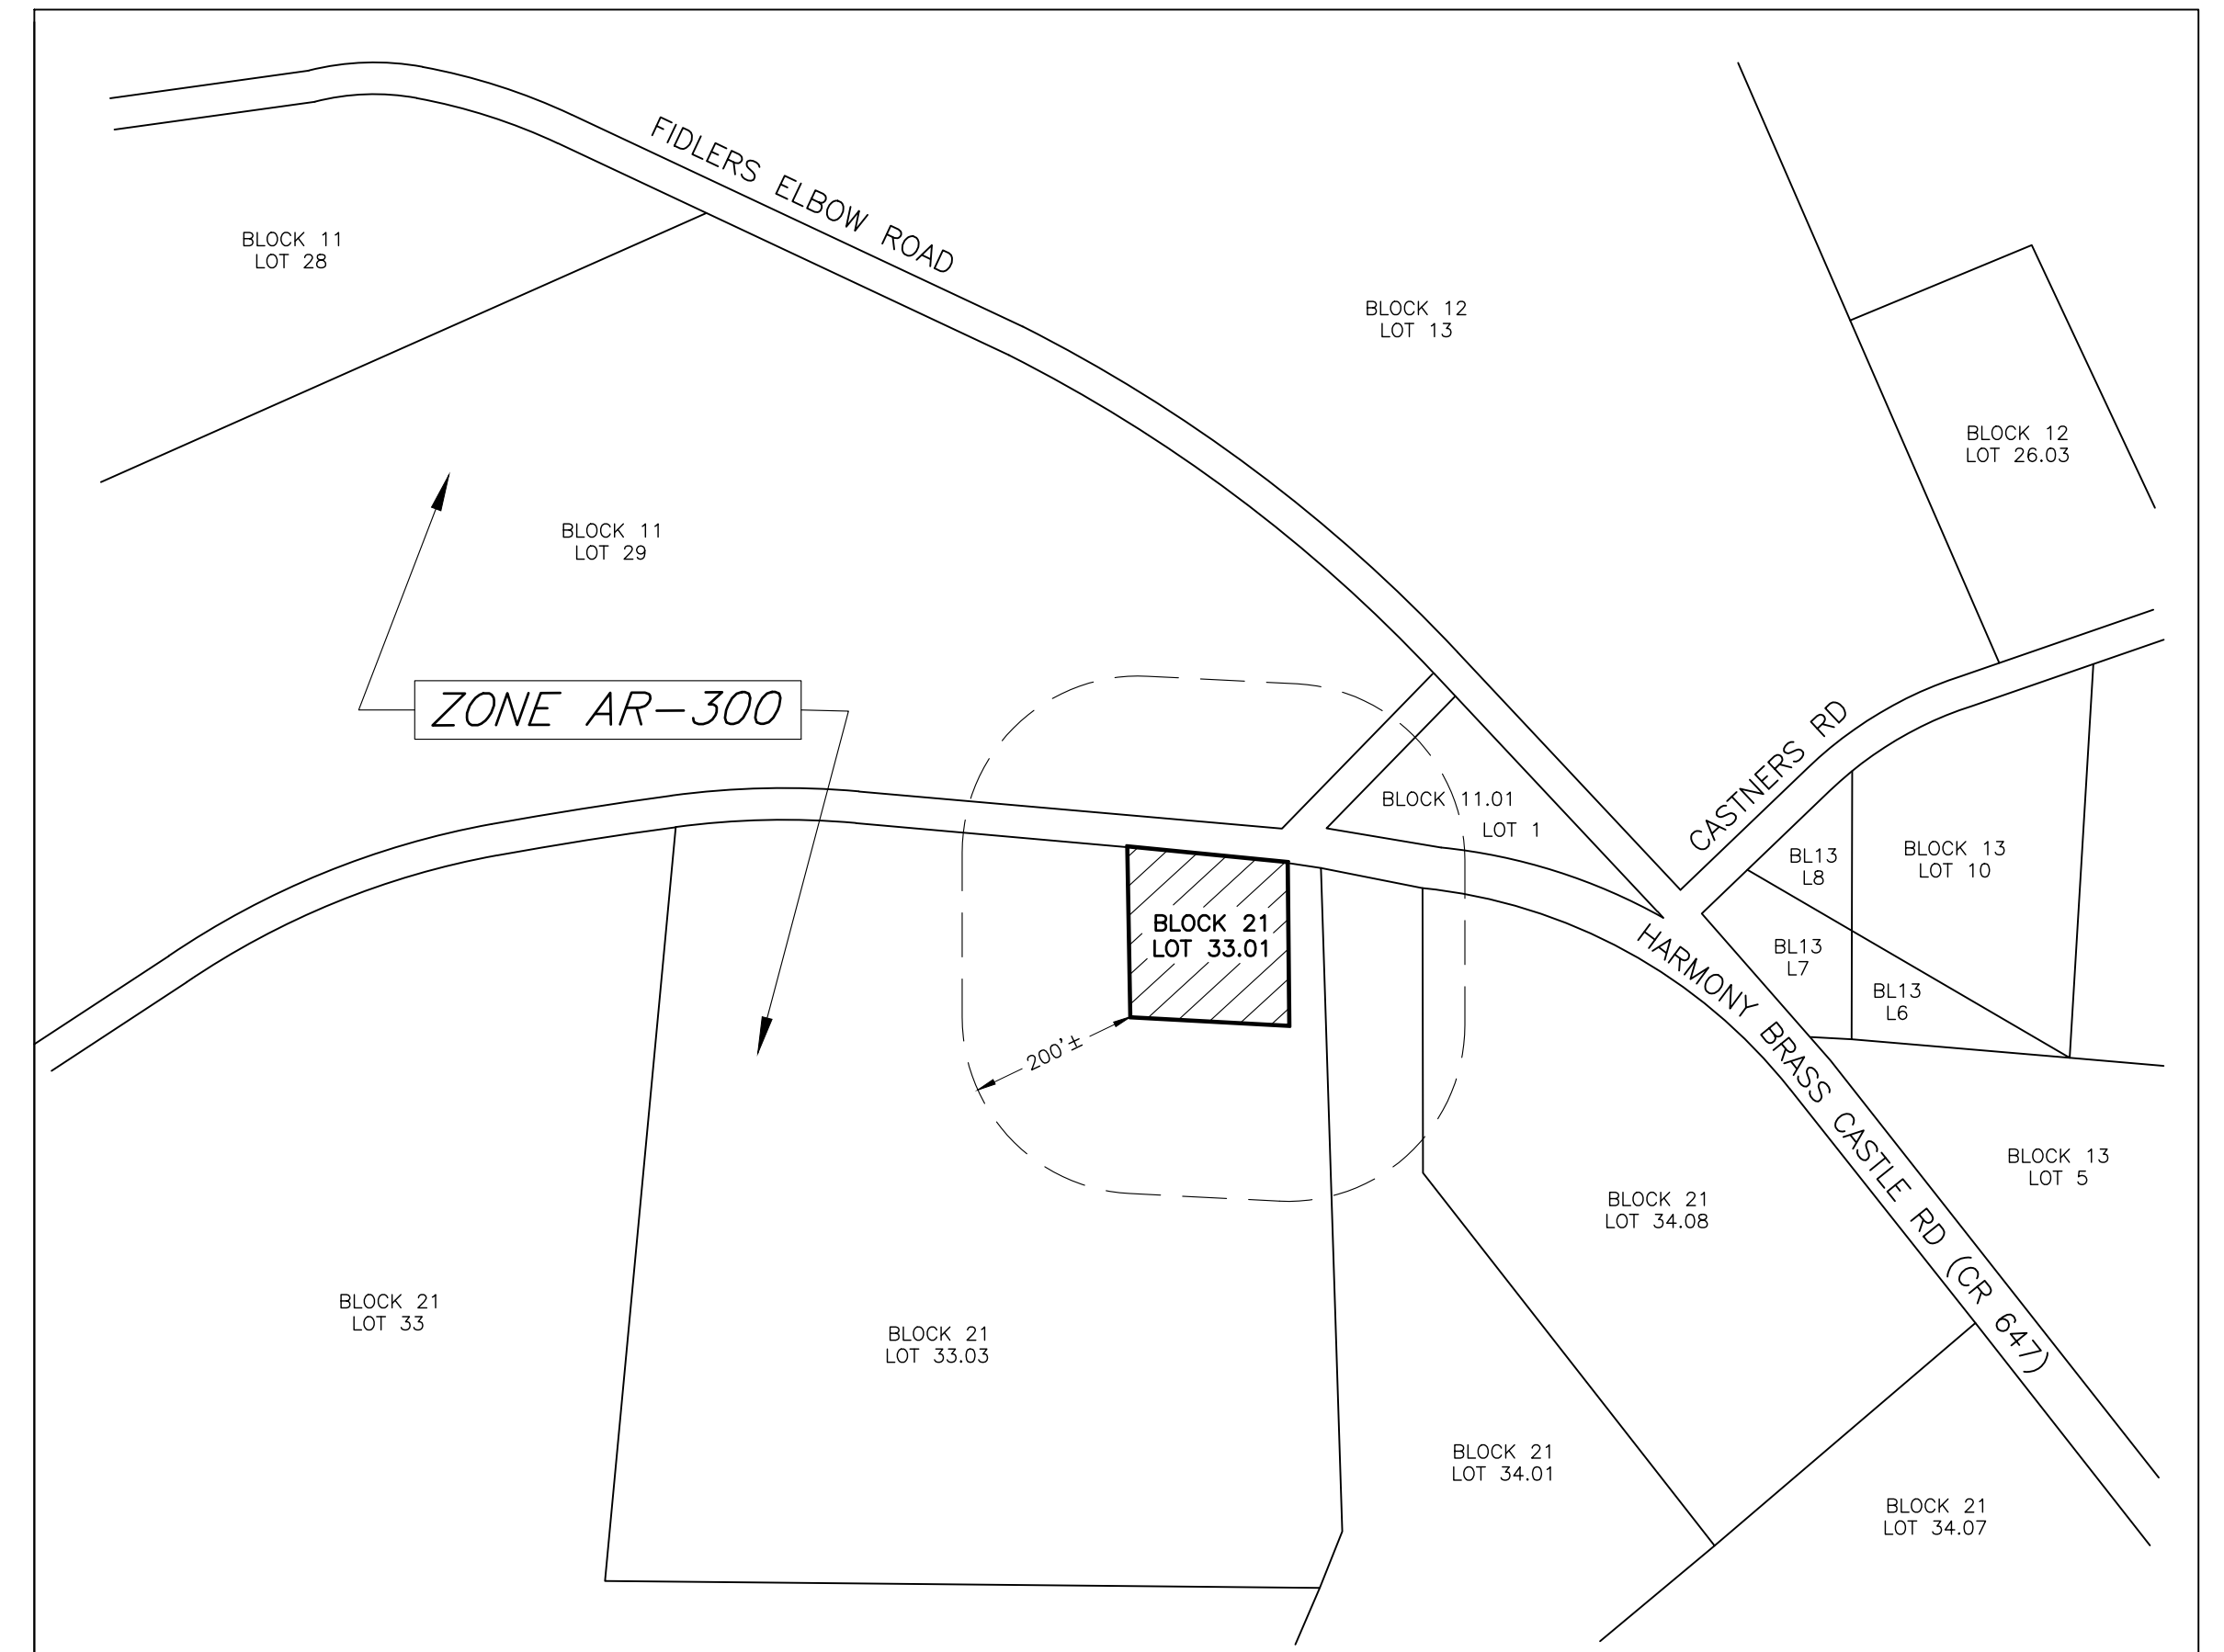 FIDLERS ELBOW ROAD
BLOCK 11
LOT 28
BLOCK 12
LOT 13
BLOCK 12
LOT 26.03
BLOCK 11
LOT 29
ZONE AR-300
CASTNERS RD
BLOCK 11.01
LOT 1
BL13
L8
BLOCK 13
LOT 10
BLOCK 21
LOT 33.01
BL13
L7
BL13
L6
HARMONY BRASS CASTLE RD (CR 647)
200'±
BLOCK 13
LOT 5
BLOCK 21
LOT 34.08
BLOCK 21
LOT 33
BLOCK 21
LOT 33.03
BLOCK 21
LOT 34.01
BLOCK 21
LOT 34.07